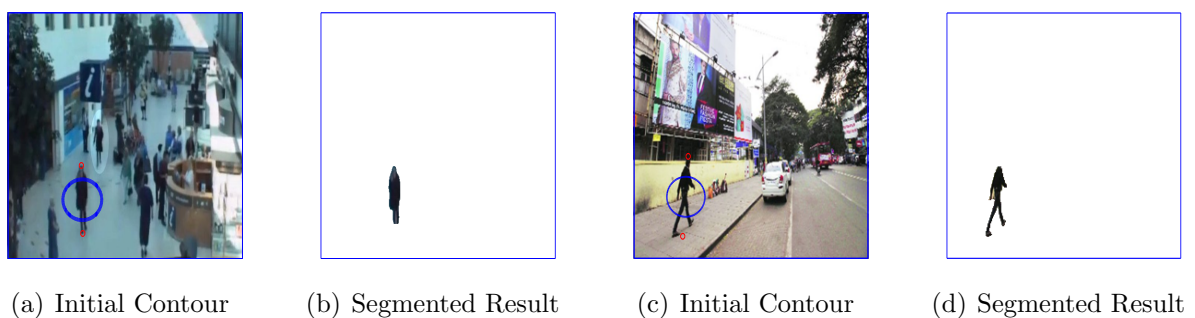 (a) Initial Contour
(b) Segmented Result
(c) Initial Contour
(d) Segmented Result